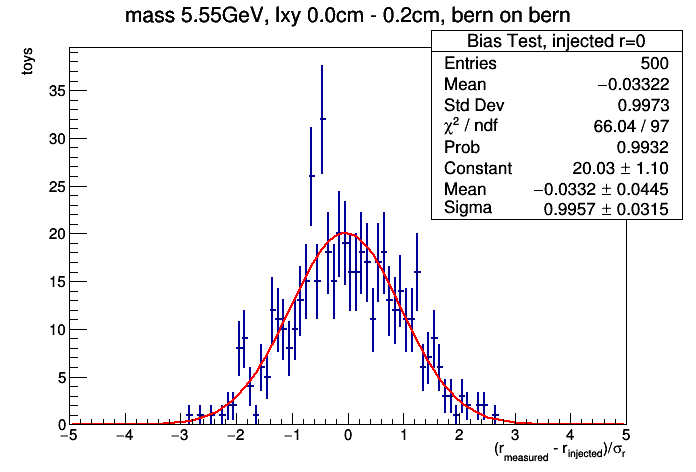 mass 5.55GeV, lxy 0.0cm - 0.2cm, bern on bern
Bias Test, injected r=0
Entries 500
Mean −0.03322
Std Dev 0.9973
χ² / ndf 66.04 / 97
Prob 0.9932
Constant 20.03 ± 1.10
Mean −0.0332 ± 0.0445
Sigma 0.9957 ± 0.0315
toys
35
30
25
20
15
10
5
0
−5 −4 −3 −2 −1 0 1 2 3 4 5
(r_measured - r_injected)/σ_r